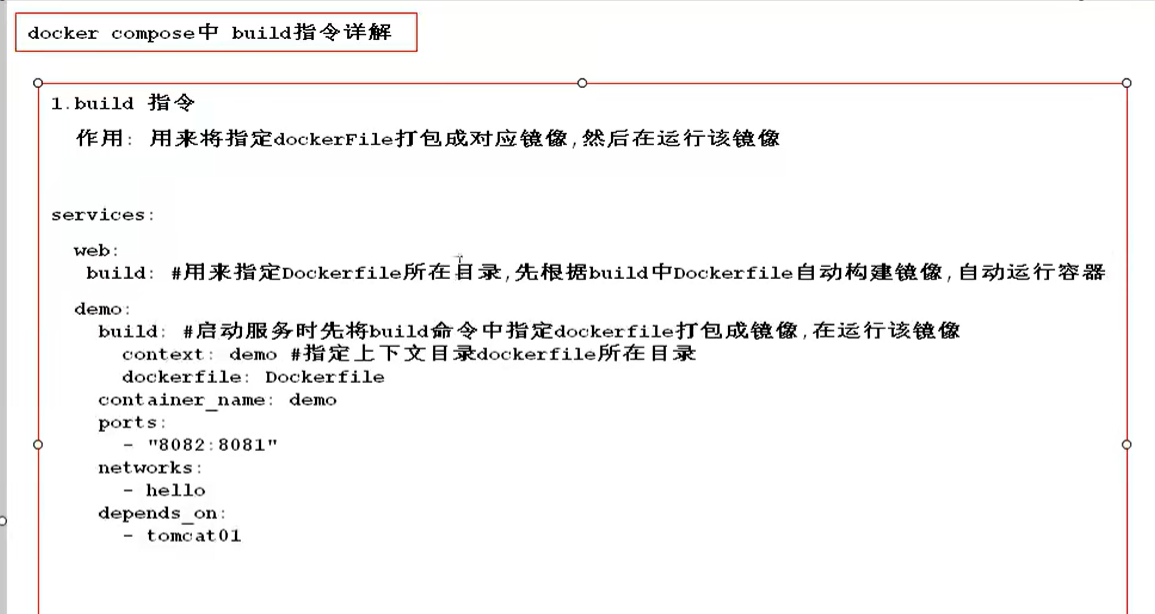 docker compose中 build指令详解
1.build 指令
作用: 用来将指定dockerFile打包成对应镜像,然后在运行该镜像
services:
web:
build: #用来指定Dockerfile所在目录,先根据build中Dockerfile自动构建镜像,自动运行容器
demo:
build: #启动服务时先将build命令中指定dockerfile打包成镜像,在运行该镜像
context: demo #指定上下文目录dockerfile所在目录
dockerfile: Dockerfile
container_name: demo
ports:
- "8082:8081"
networks:
- hello
depends_on:
- tomcat01